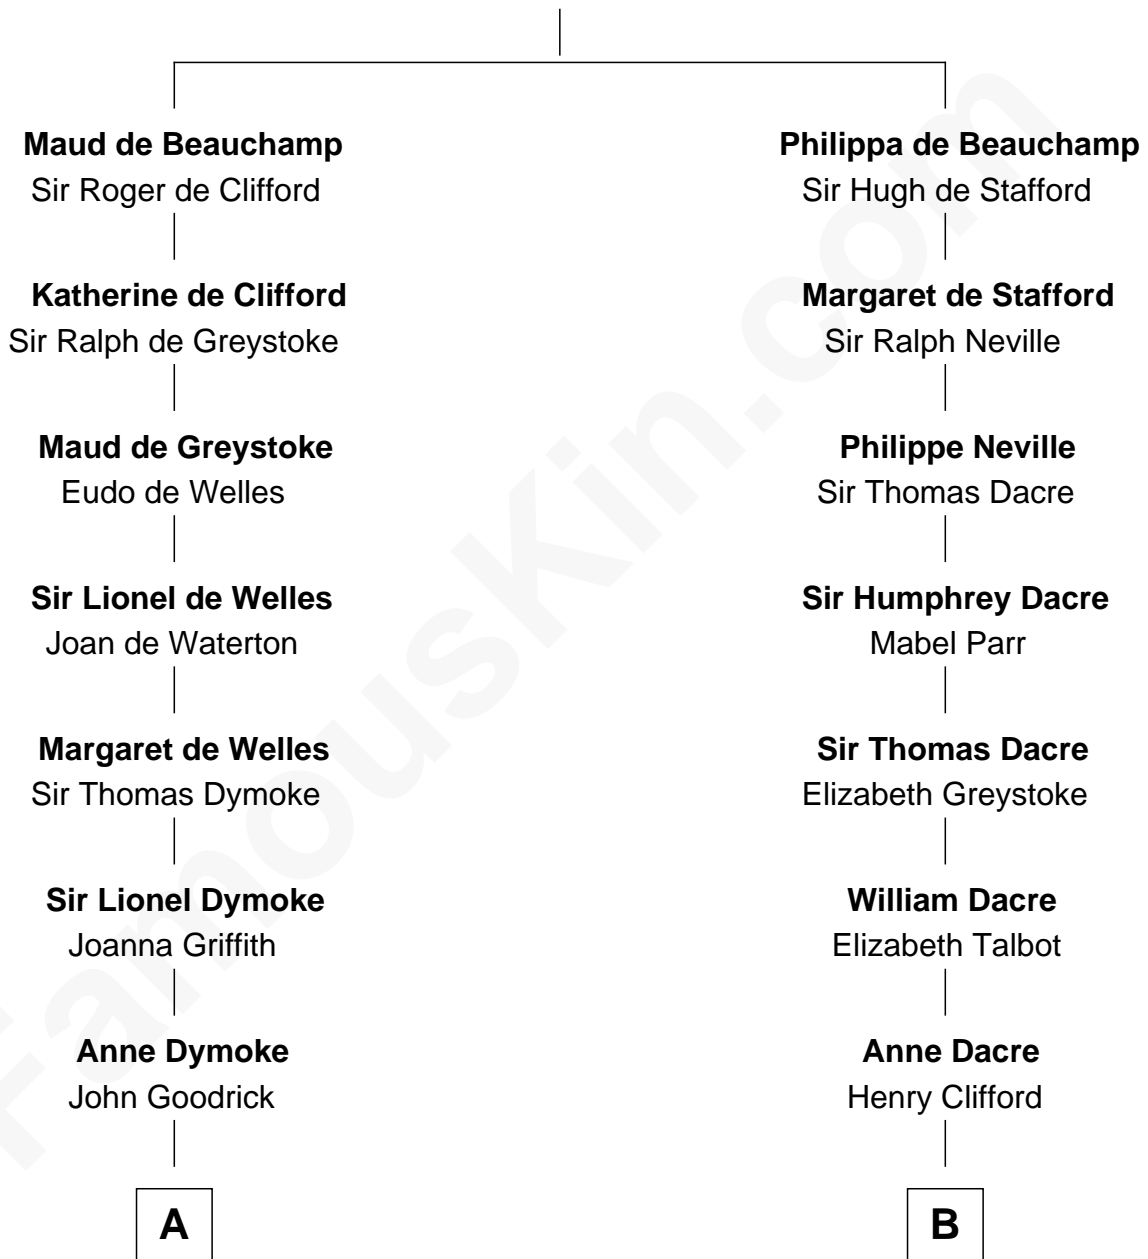 Maud de Beauchamp
Sir Roger de Clifford
Katherine de Clifford
Sir Ralph de Greystoke
Maud de Greystoke
Eudo de Welles
Sir Lionel de Welles
Joan de Waterton
Margaret de Welles
Sir Thomas Dymoke
Sir Lionel Dymoke
Joanna Griffith
Anne Dymoke
John Goodrick
A
Philippa de Beauchamp
Sir Hugh de Stafford
Margaret de Stafford
Sir Ralph Neville
Philippe Neville
Sir Thomas Dacre
Sir Humphrey Dacre
Mabel Parr
Sir Thomas Dacre
Elizabeth Greystoke
William Dacre
Elizabeth Talbot
Anne Dacre
Henry Clifford
B
FamousKin.com